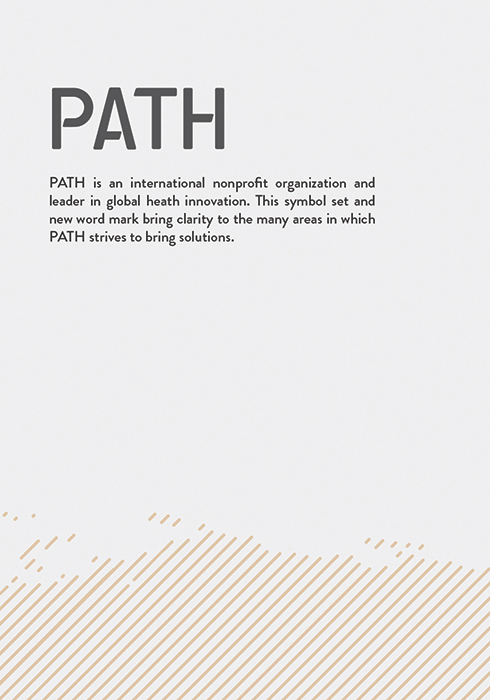 PATH
PATH is an international nonprofit organization and
leader in global heath innovation. This symbol set and
new word mark bring clarity to the many areas in which
PATH strives to bring solutions.